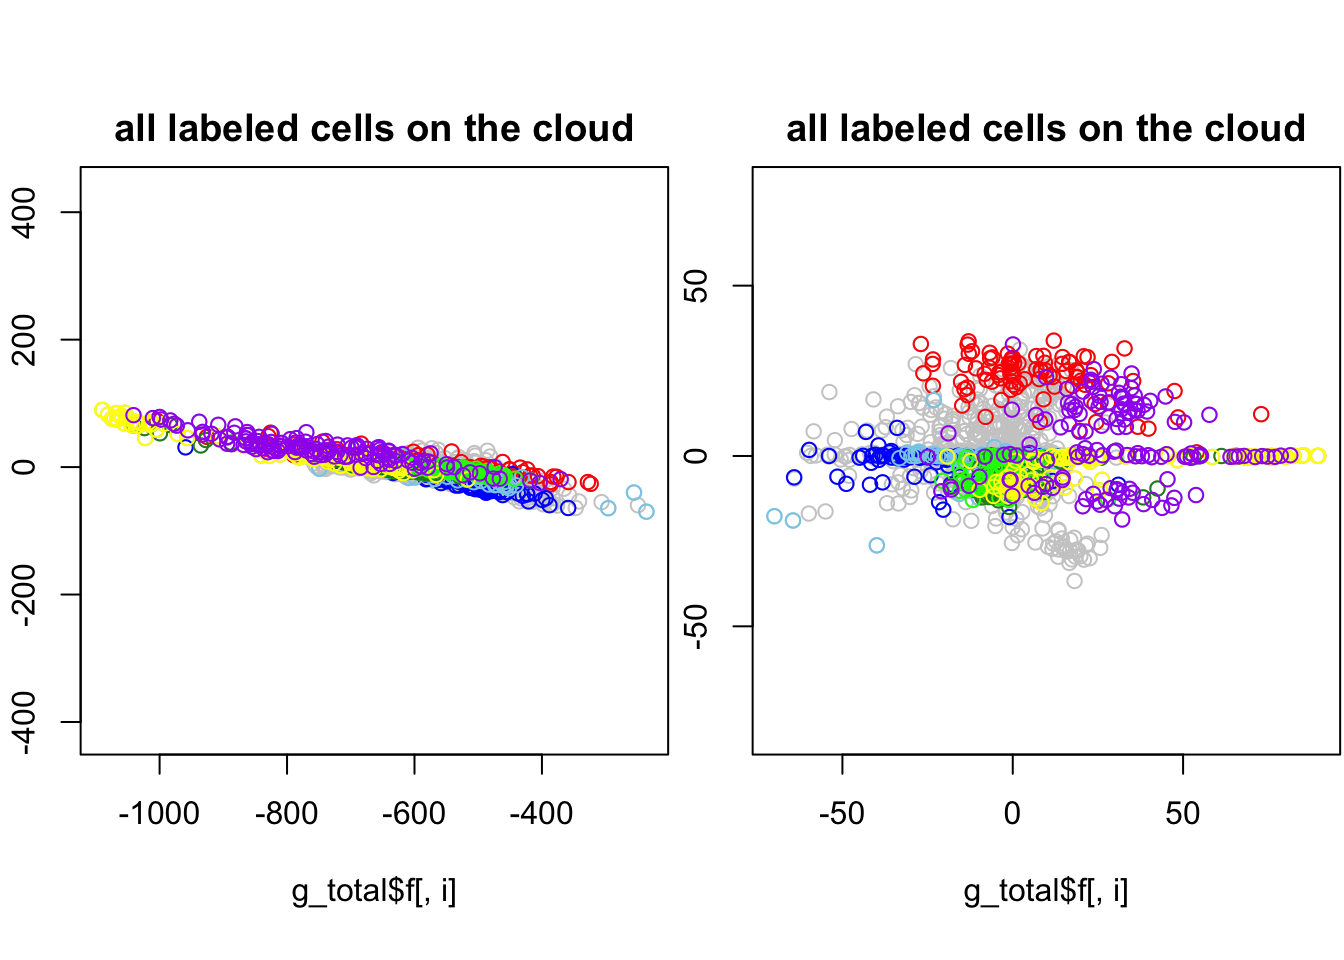 all labeled cells on the cloud
400
200
0
-200
-400
-1000 -800 -600 -400
g_total$f[, i]
all labeled cells on the cloud
50
0
-50
-50 0 50
g_total$f[, i]